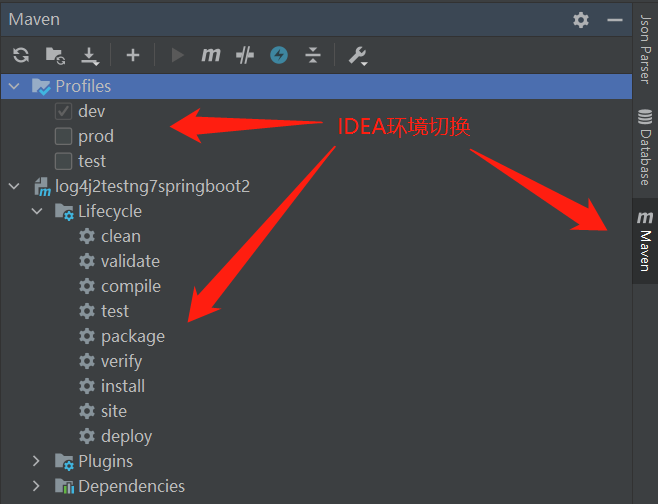 Maven
Profiles
dev
prod
test
IDEA环境切换
log4j2testng7springboot2
Lifecycle
clean
validate
compile
test
package
verify
install
site
deploy
Plugins
Dependencies
Json Parser
Database
m
Maven